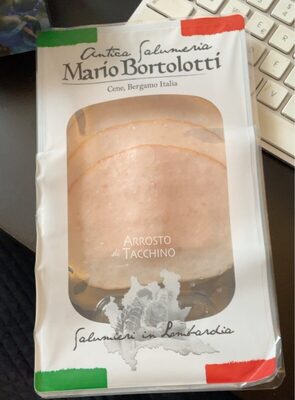 Antica Salumeria
Mario Bortolotti
Cene, Bergamo Italia
ARROSTO
di TACCHINO
Salumieri in Lombardia